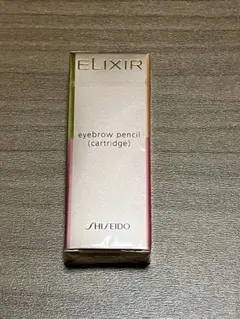 ELIXIR
eyebrow pencil
(cartridge)
SHISEIDO